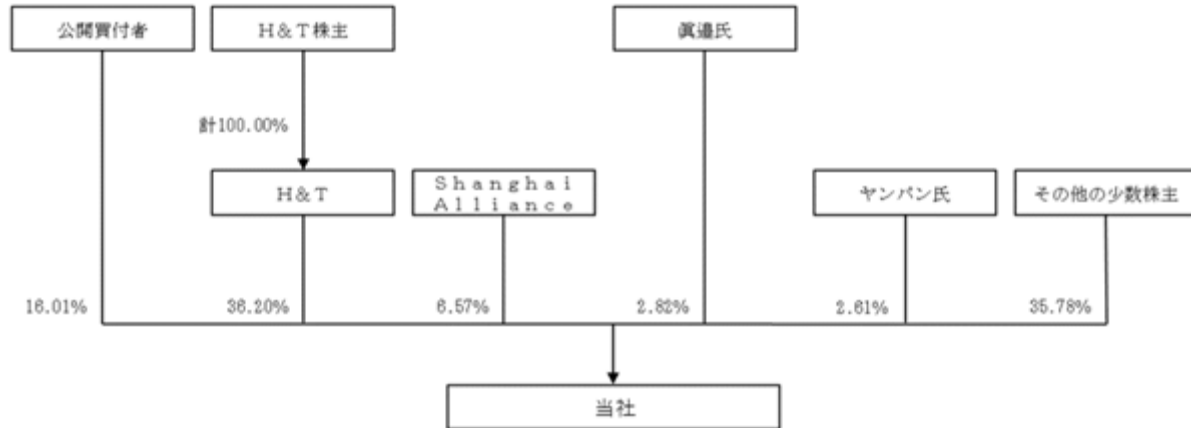 公開買付者
H&T株主
眞邉氏
計100.00%
H&T
Shanghai
Alliance
ヤンパン氏
その他の少数株主
16.01%
36.20%
6.57%
2.82%
2.61%
35.78%
当社